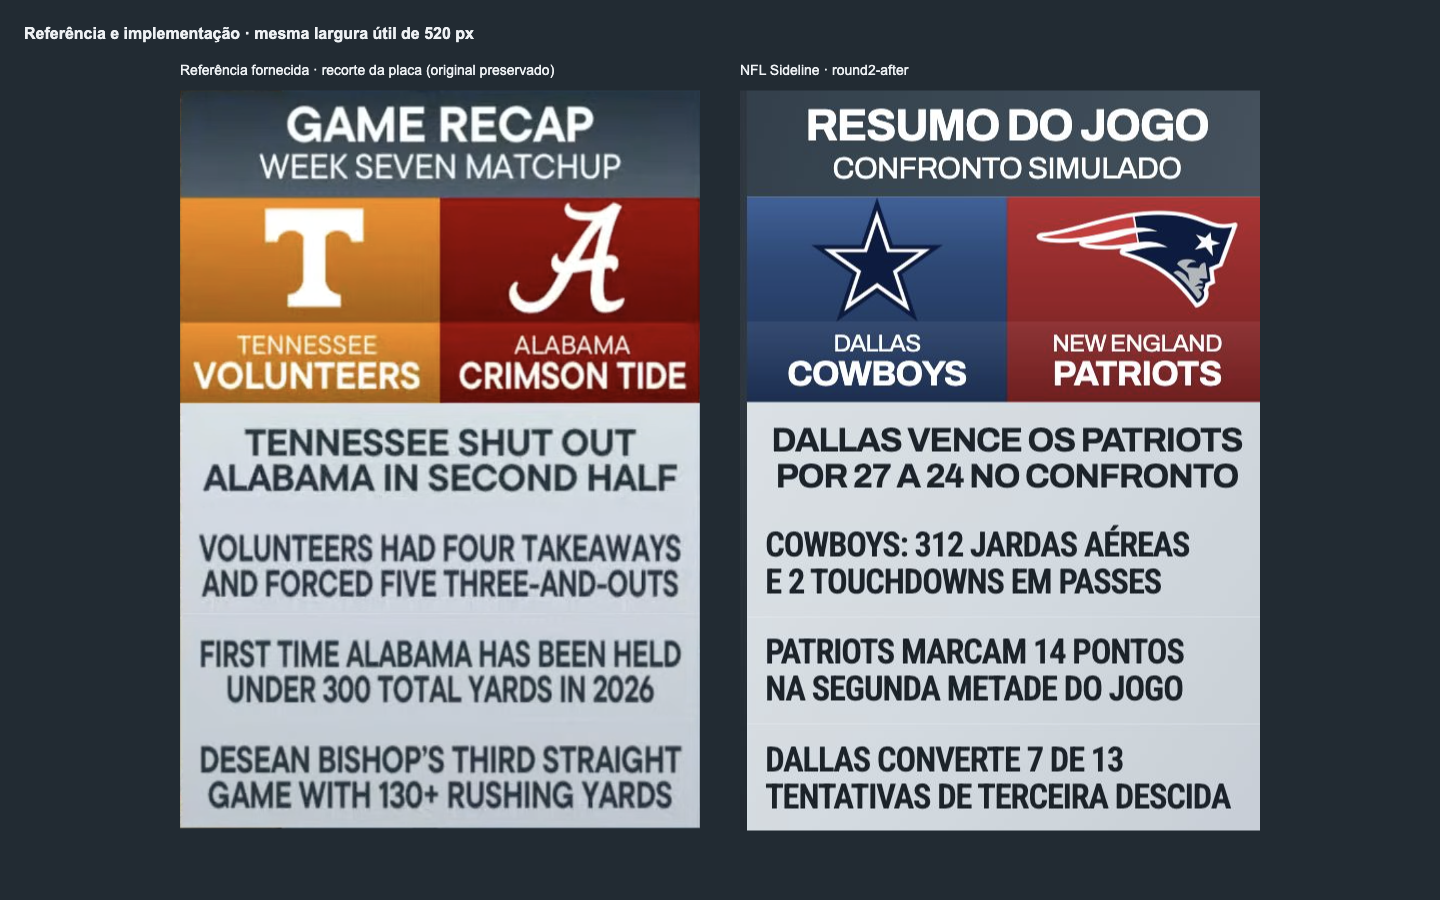 Referência e implementação · mesma largura útil de 520 px
Referência fornecida · recorte da placa (original preservado)
GAME RECAP
WEEK SEVEN MATCHUP
T
A
TENNESSEE
VOLUNTEERS
ALABAMA
CRIMSON TIDE
TENNESSEE SHUT OUT
ALABAMA IN SECOND HALF
VOLUNTEERS HAD FOUR TAKEAWAYS
AND FORCED FIVE THREE-AND-OUTS
FIRST TIME ALABAMA HAS BEEN HELD
UNDER 300 TOTAL YARDS IN 2026
DESEAN BISHOP'S THIRD STRAIGHT
GAME WITH 130+ RUSHING YARDS
NFL Sideline · round2-after
RESUMO DO JOGO
CONFRONTO SIMULADO
DALLAS
COWBOYS
NEW ENGLAND
PATRIOTS
DALLAS VENCE OS PATRIOTS
POR 27 A 24 NO CONFRONTO
COWBOYS: 312 JARDAS AÉREAS
E 2 TOUCHDOWNS EM PASSES
PATRIOTS MARCAM 14 PONTOS
NA SEGUNDA METADE DO JOGO
DALLAS CONVERTE 7 DE 13
TENTATIVAS DE TERCEIRA DESCIDA